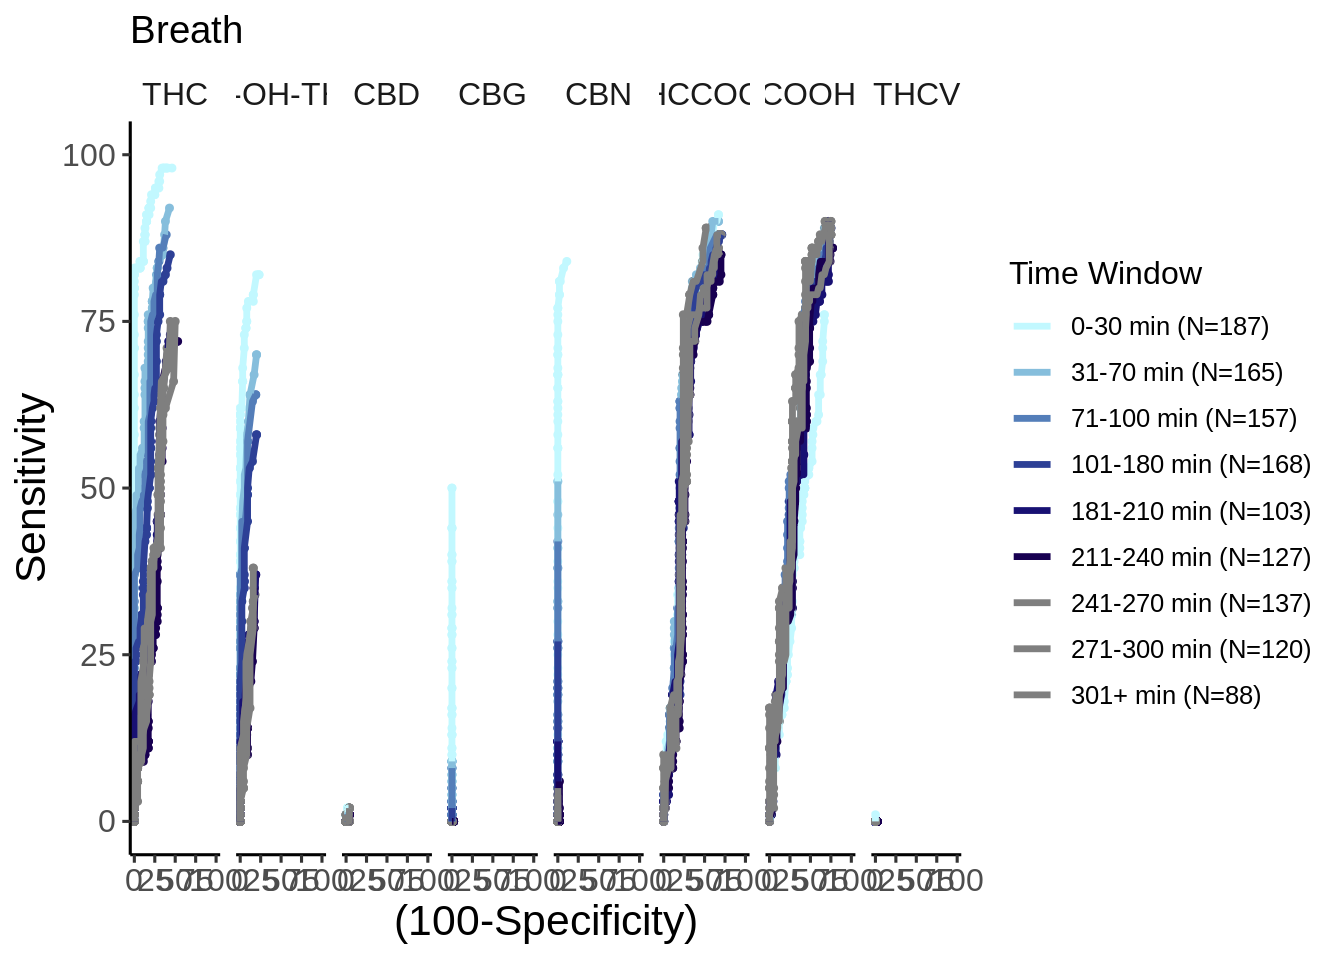 Breath
THC -OH-TH CBD CBG CBN HCCOO COOH THCV
100
75
50
25
0
Sensitivity
0 25 50 75 100 0 25 50 75 100 0 25 50 75 100 0 25 50 75 100 0 25 50 75 100 0 25 50 75 100 0 25 50 75 100 0 25 50 75 100
(100-Specificity)
Time Window
0-30 min (N=187)
31-70 min (N=165)
71-100 min (N=157)
101-180 min (N=168)
181-210 min (N=103)
211-240 min (N=127)
241-270 min (N=137)
271-300 min (N=120)
301+ min (N=88)